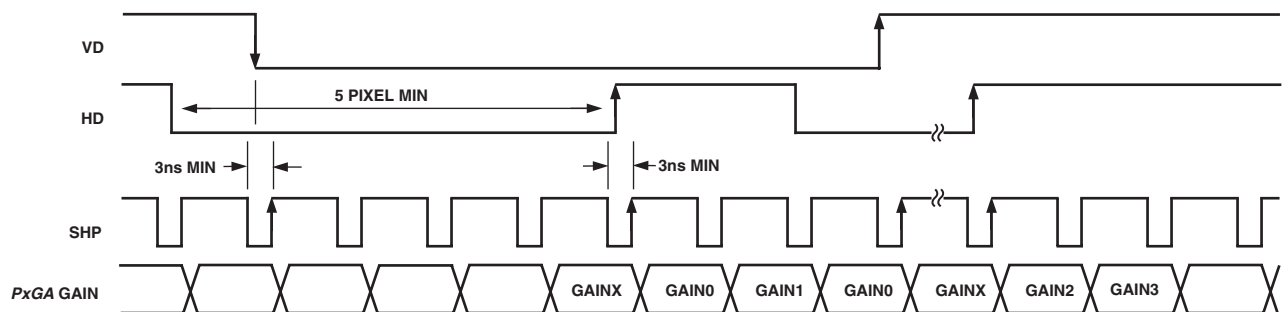 VD
5 PIXEL MIN
HD
3ns MIN
3ns MIN
SHP
PxGA GAIN
GAINX
GAIN0
GAIN1
GAIN0
GAINX
GAIN2
GAIN3